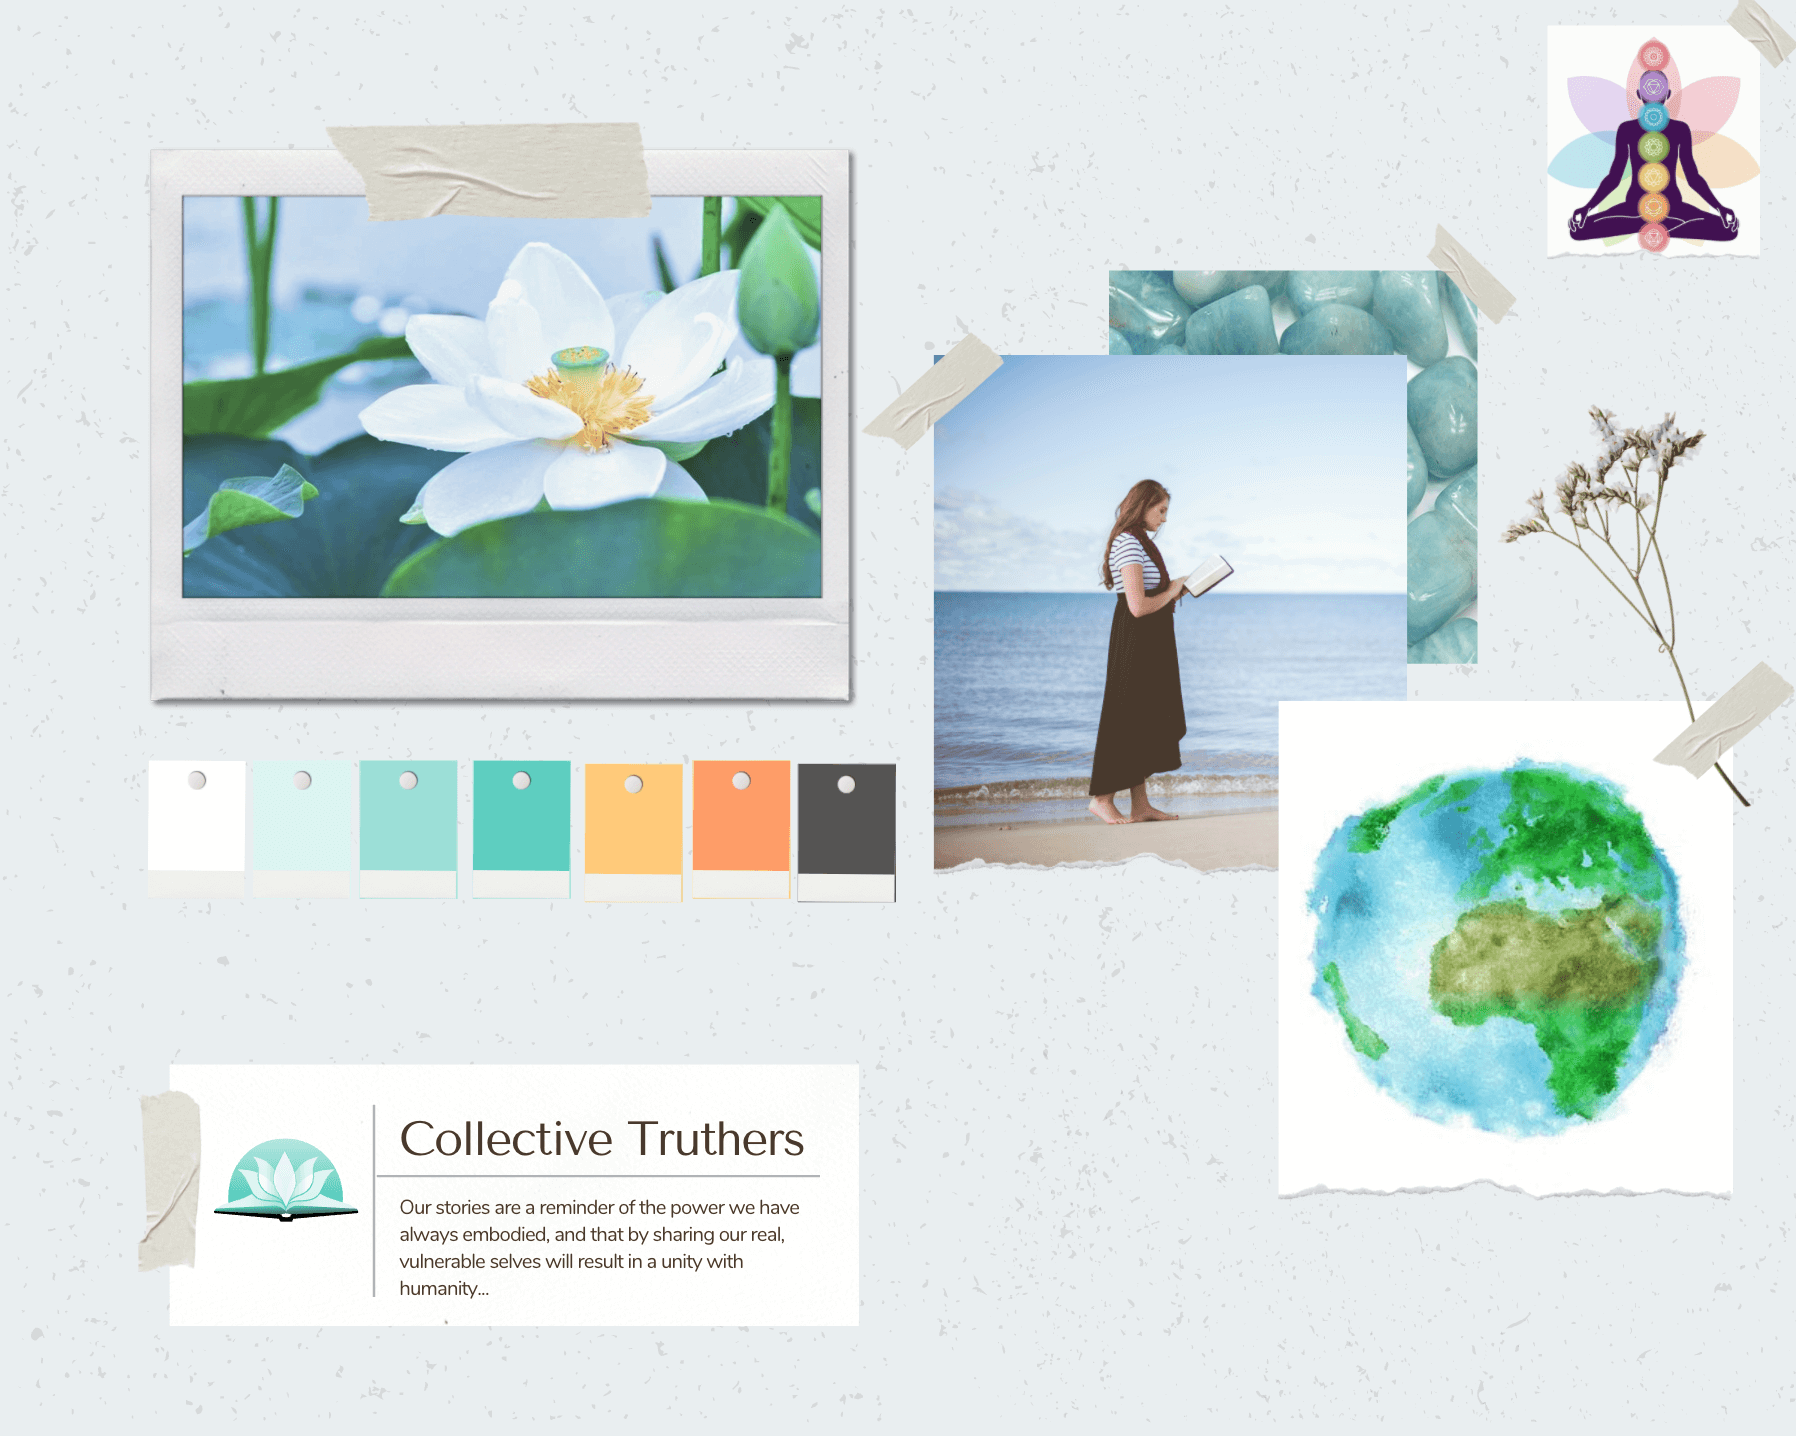 Collective Truthers
Our stories are a reminder of the power we have
always embodied, and that by sharing our real,
vulnerable selves will result in a unity with
humanity...